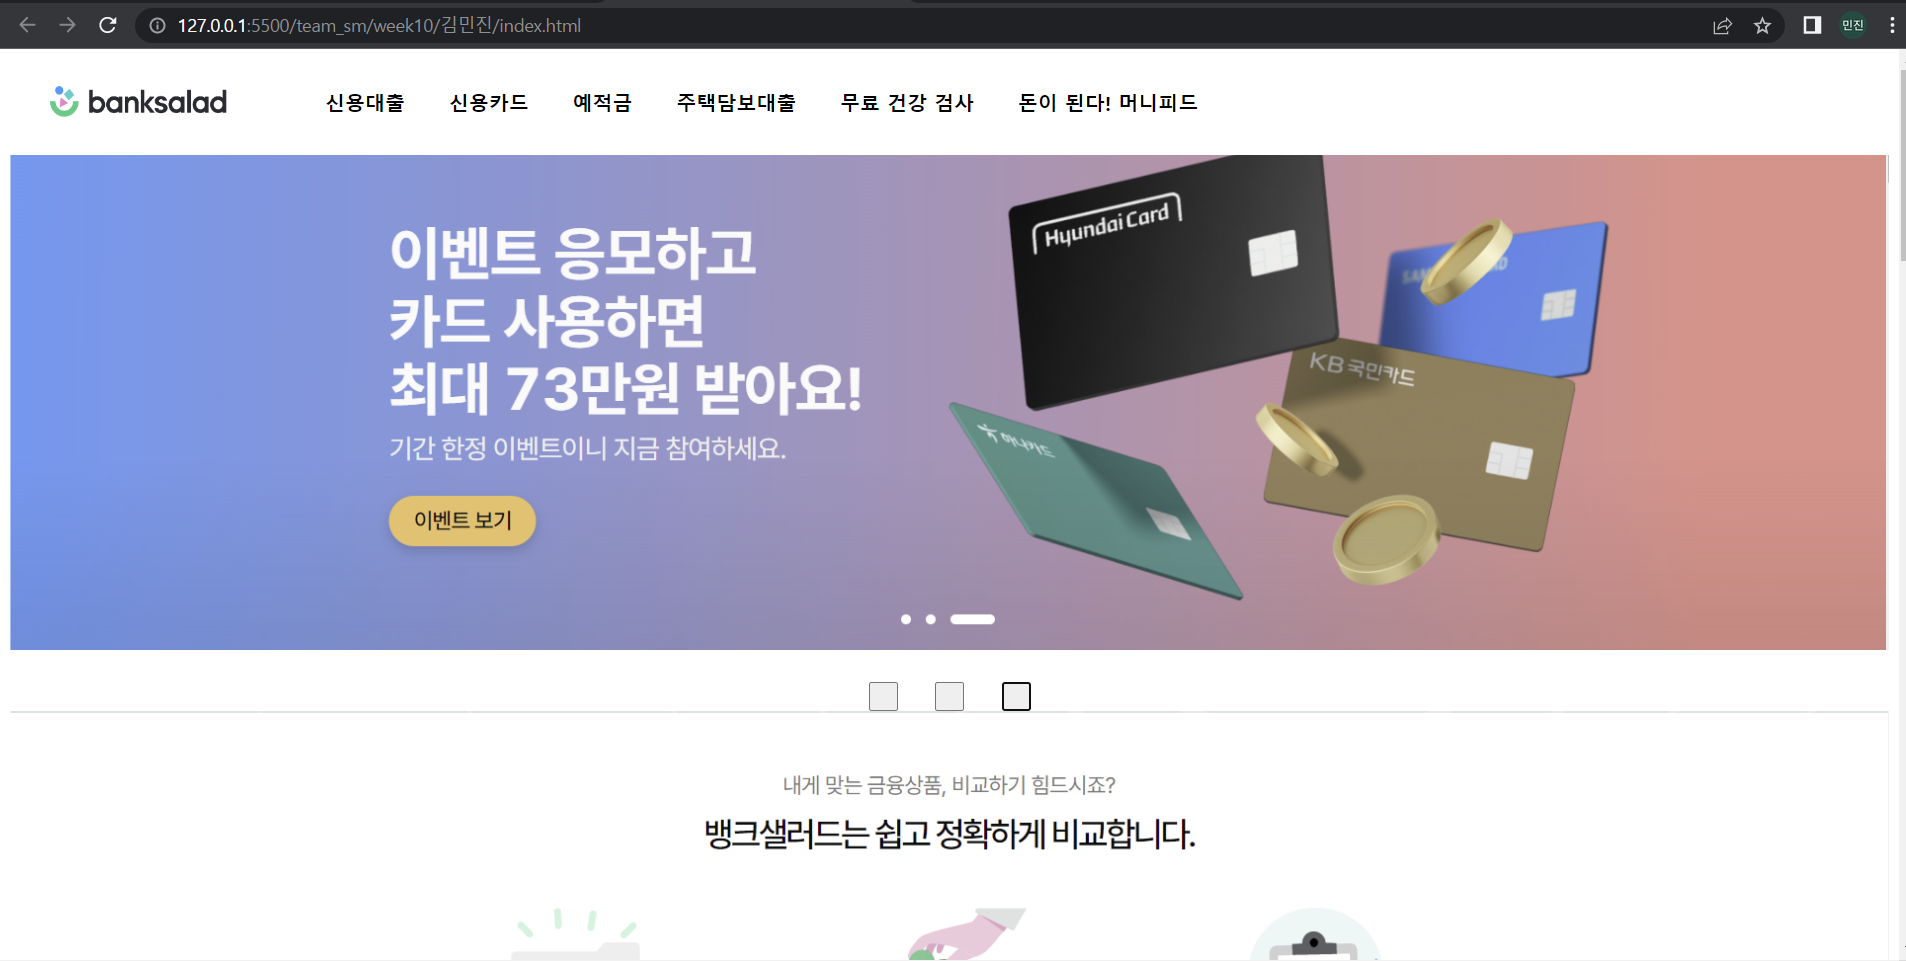 127.0.0.1:5500/team_sm/week10/김민진/index.html
민진
banksalad 신용대출 신용카드 예적금 주택담보대출 무료 건강 검사 돈이 된다! 머니피드
이벤트 응모하고
카드 사용하면
최대 73만원 받아요!
기간 한정 이벤트이니 지금 참여하세요.
이벤트 보기
Hyundai Card
KB 국민카드
하나카드
내게 맞는 금융상품, 비교하기 힘드시죠?
뱅크샐러드는 쉽고 정확하게 비교합니다.